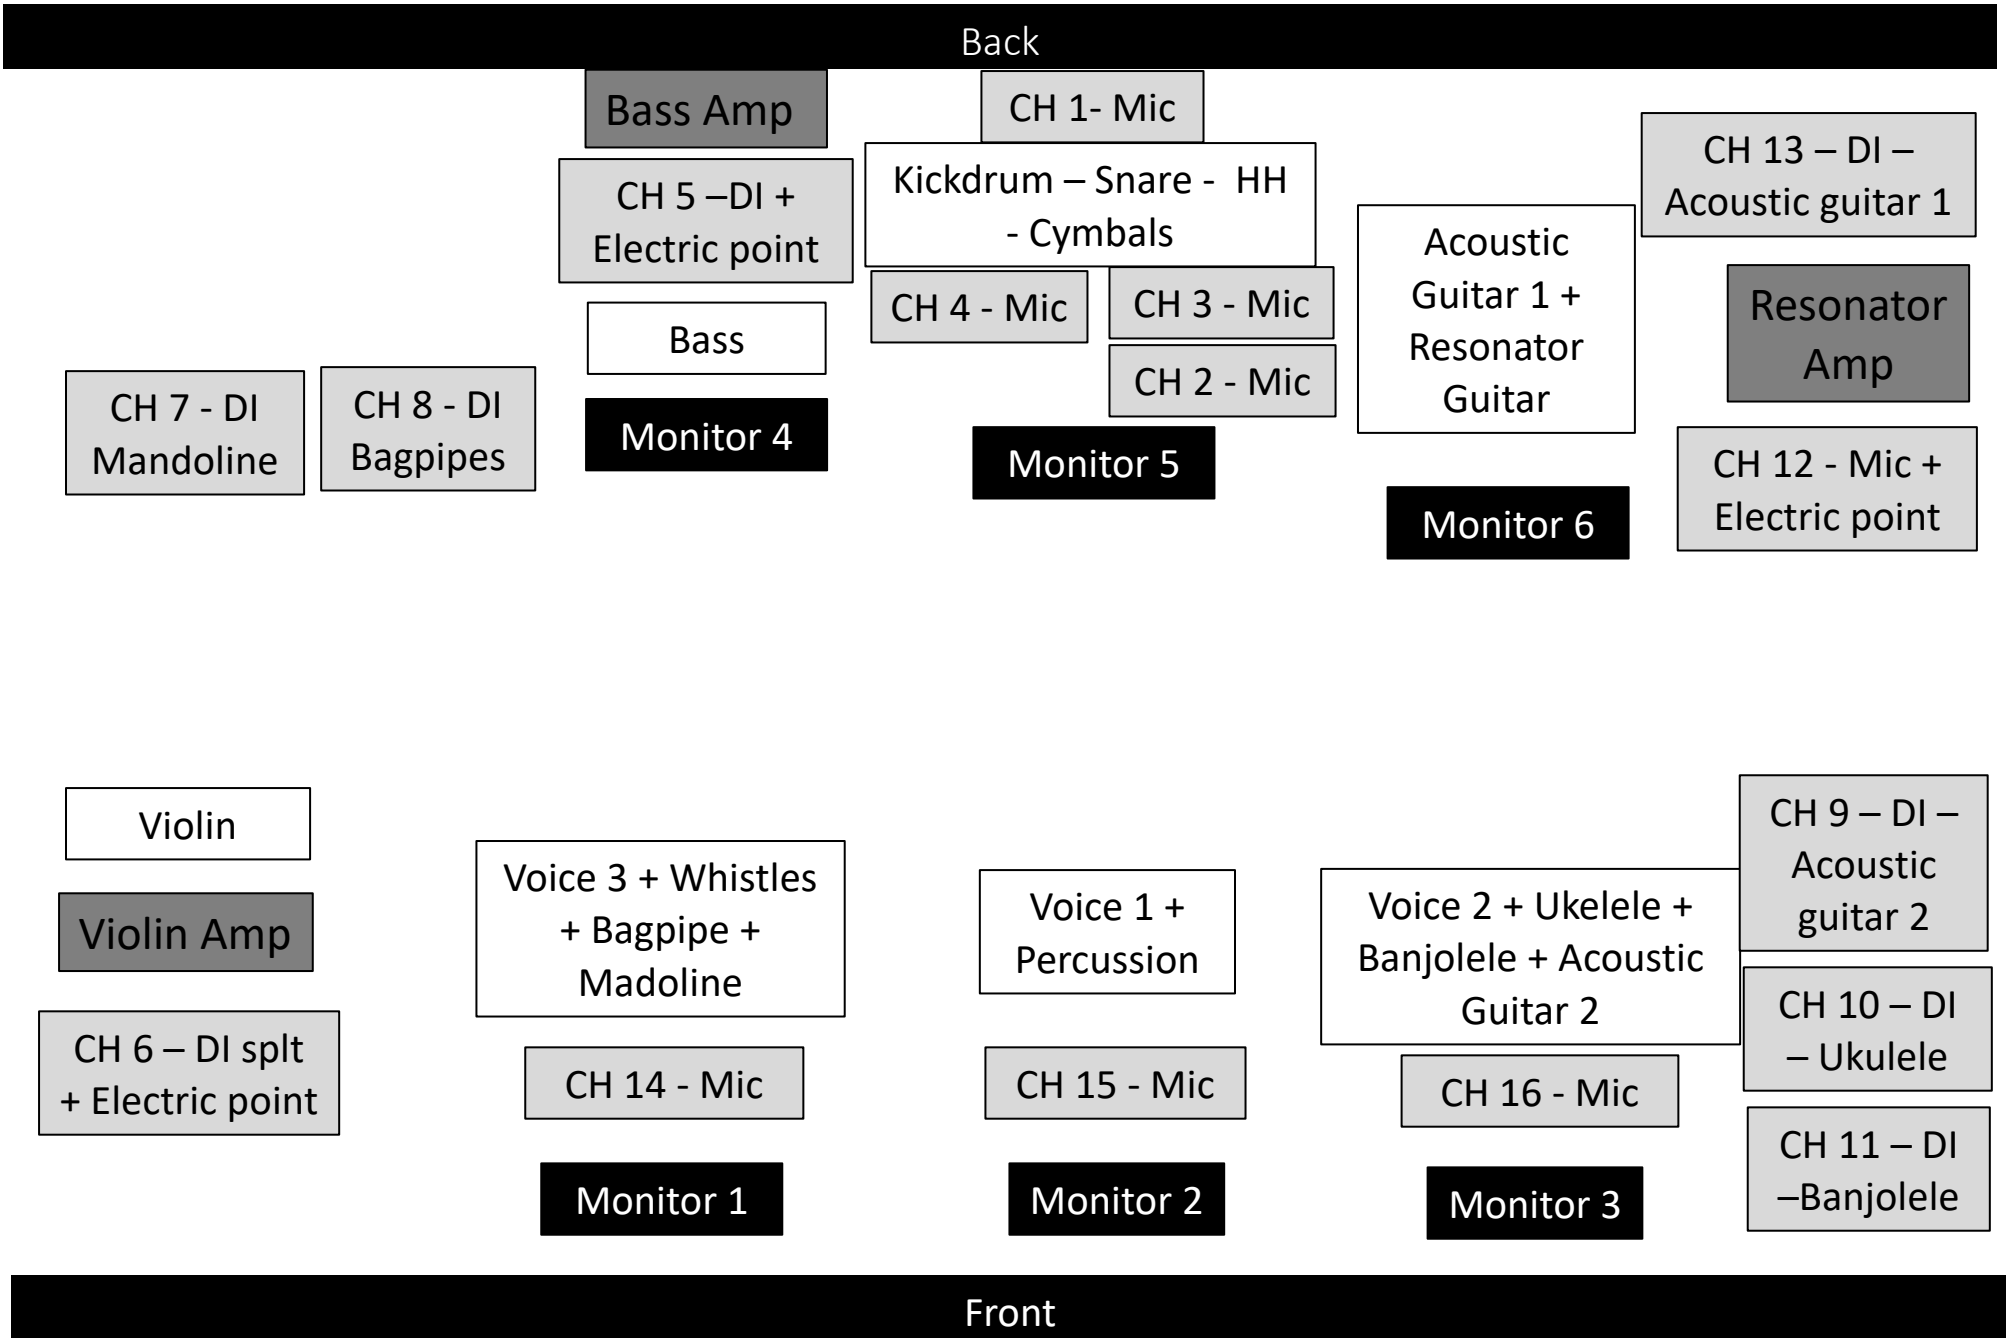 Back
Bass Amp
CH 1- Mic
CH 5 –DI +
Electric point
Kickdrum – Snare -  HH
- Cymbals
CH 13 – DI –
Acoustic guitar 1
Acoustic
Guitar 1 +
Resonator
Guitar
Resonator
Amp
Bass
CH 4 - Mic
CH 3 - Mic
CH 2 - Mic
CH 7 - DI
Mandoline
CH 8 - DI
Bagpipes
Monitor 4
Monitor 5
Monitor 6
CH 12 - Mic +
Electric point
Violin
Violin Amp
CH 6 – DI splt
+ Electric point
Voice 3 + Whistles
+ Bagpipe +
Madoline
CH 14 - Mic
Monitor 1
Voice 1 +
Percussion
CH 15 - Mic
Monitor 2
Voice 2 + Ukelele +
Banjolele + Acoustic
Guitar 2
CH 16 - Mic
Monitor 3
CH 9 – DI –
Acoustic
guitar 2
CH 10 – DI
– Ukulele
CH 11 – DI
–Banjolele
Front